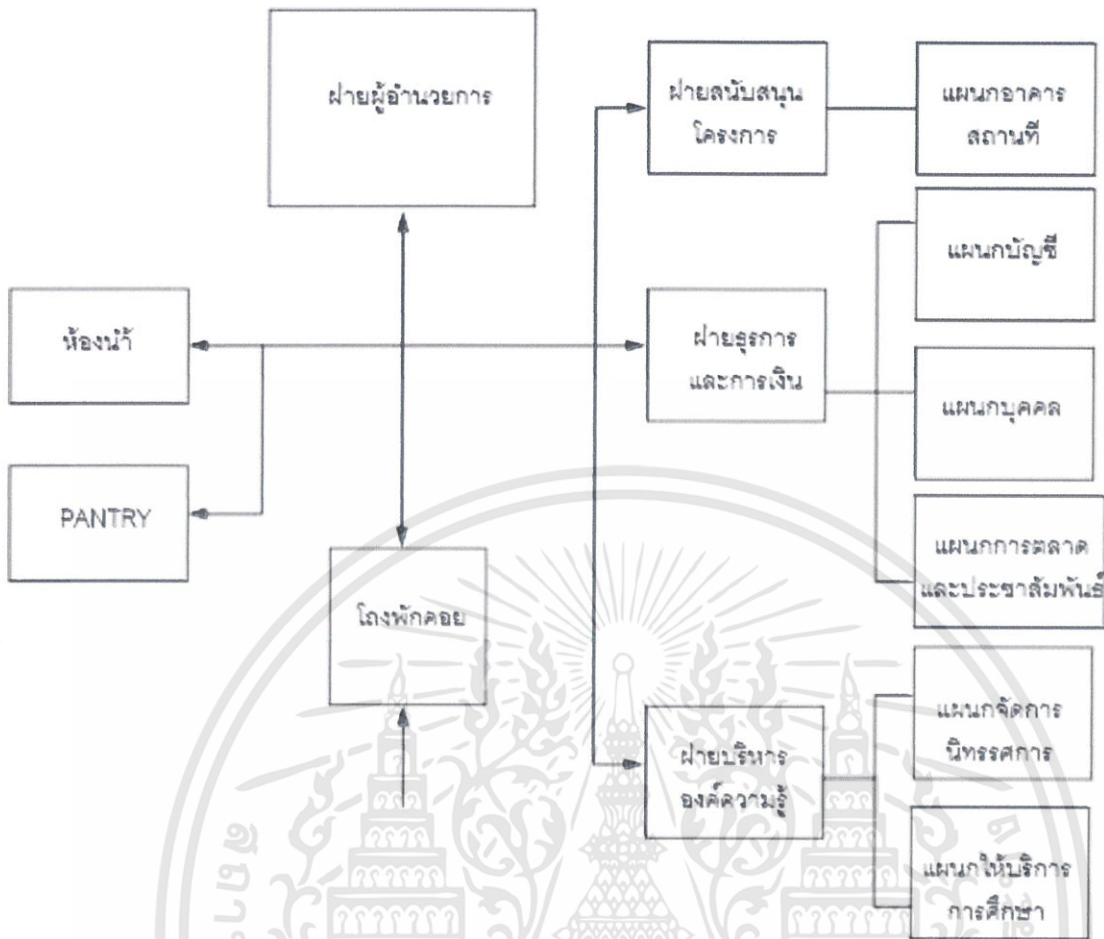 ฝ่ายผู้อำนวยการ
ฝ่ายสนับสนุน
โครงการ
แผนกอาคาร
สถานที่
แผนกบัญชี
ห้องน้ำ
ฝ่ายธุรการ
และการเงิน
แผนกบุคคล
PANTRY
แผนกการตลาด
และประชาสัมพันธ์
โถงพักคอย
ฝ่ายบริหาร
องค์ความรู้
แผนกจัดการ
นิทรรศการ
แผนกให้บริการ
การศึกษา